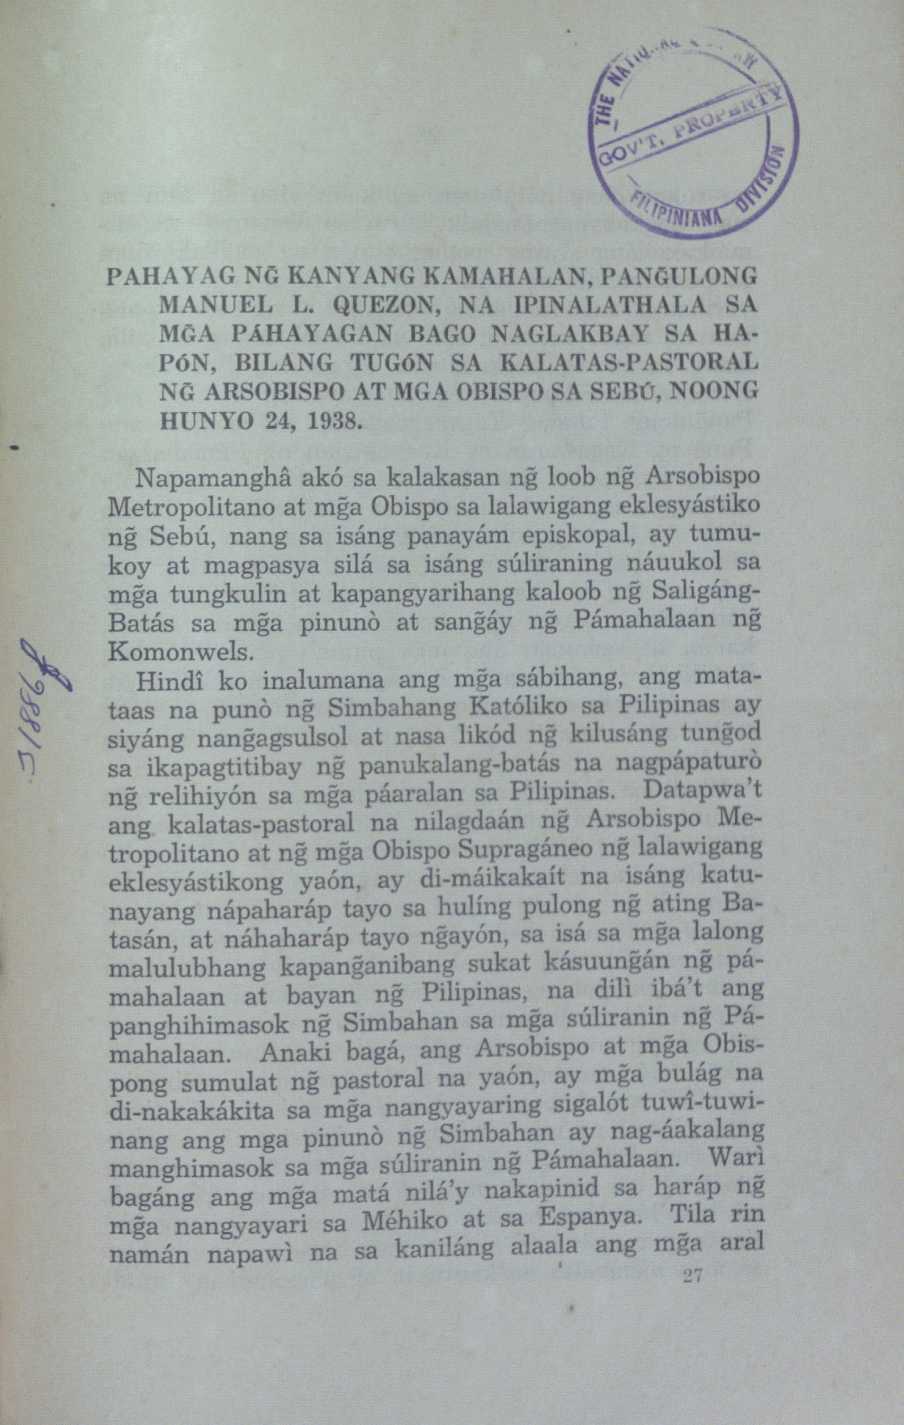 THE NATIONAL
GOV'T. PROPERTY
FILIPINIANA DIVISION
PAHAYAG NG̃ KANYANG KAMAHALAN, PANG̃ULONG
MANUEL L. QUEZON, NA IPINALATHALA SA
MG̃A PÁHAYAGAN BAGO NAGLAKBAY SA HA-
PÓN, BILANG TUGÓN SA KALATAS-PASTORAL
NG̃ ARSOBISPO AT MGA OBISPO SA SEBÚ, NOONG
HUNYO 24, 1938.
Napamanghâ akó sa kalakasan ng̃ loob ng̃ Arsobispo
Metropolitano at mg̃a Obispo sa lalawigang eklesyástiko
ng̃ Sebú, nang sa isáng panayám episkopal, ay tumu-
koy at magpasya silá sa isáng súliraning náuukol sa
mg̃a tungkulin at kapangyarihang kaloob ng̃ Saligáng-
Batás sa mg̃a pinunò at sang̃áy ng̃ Pámahalaan ng̃
Komonwels.
Hindî ko inalumana ang mg̃a sábihang, ang mata-
taas na punò ng̃ Simbahang Katóliko sa Pilipinas ay
siyáng nang̃agsulsol at nasa likód ng̃ kilusáng tung̃od
sa ikapagtitibay ng̃ panukalang-batás na nagpápaturò
ng̃ relihiyón sa mg̃a páaralan sa Pilipinas. Datapwa't
ang kalatas-pastoral na nilagdaán ng̃ Arsobispo Me-
tropolitano at ng̃ mg̃a Obispo Supragáneo ng̃ lalawigang
eklesyástikong yaón, ay di-máikakaít na isáng katu-
nayang nápaharáp tayo sa hulíng pulong ng̃ ating Ba-
tasán, at náhaharáp tayo ng̃ayón, sa isá sa mg̃a lalong
malulubhang kapang̃anibang sukat kásuung̃án ng̃ pá-
mahalaan at bayan ng̃ Pilipinas, na dilì ibá't ang
panghihimasok ng̃ Simbahan sa mg̃a súliranin ng̃ Pá-
mahalaan. Anaki bagá, ang Arsobispo at mg̃a Obis-
pong sumulat ng̃ pastoral na yaón, ay mg̃a bulág na
di-nakakákita sa mg̃a nangyayaring sigalót tuwî-tuwi-
nang ang mga pinunò ng̃ Simbahan ay nag-áakalang
manghimasok sa mg̃a súliranin ng̃ Pámahalaan. Warì
bagáng ang mg̃a matá nilá'y nakapinid sa haráp ng̃
mg̃a nangyayari sa Méhiko at sa Espanya. Tila rin
namán napawì na sa kaniláng alaala ang mg̃a aral
27